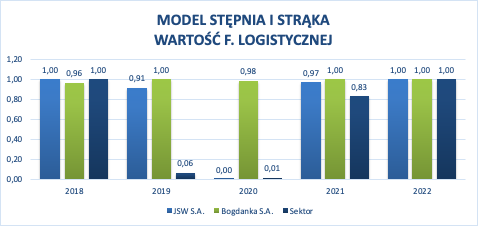 MODEL STĘPNIA I STRĄKA
WARTOŚĆ F. LOGISTYCZNEJ
1,20
1,00
0,80
0,60
0,40
0,20
0,00
1,00 0,96 1,00
0,91 1,00 0,06
0,00 0,98 0,01
0,97 1,00 0,83
1,00 1,00 1,00
2018 2019 2020 2021 2022
JSW S.A. Bogdanka S.A. Sektor